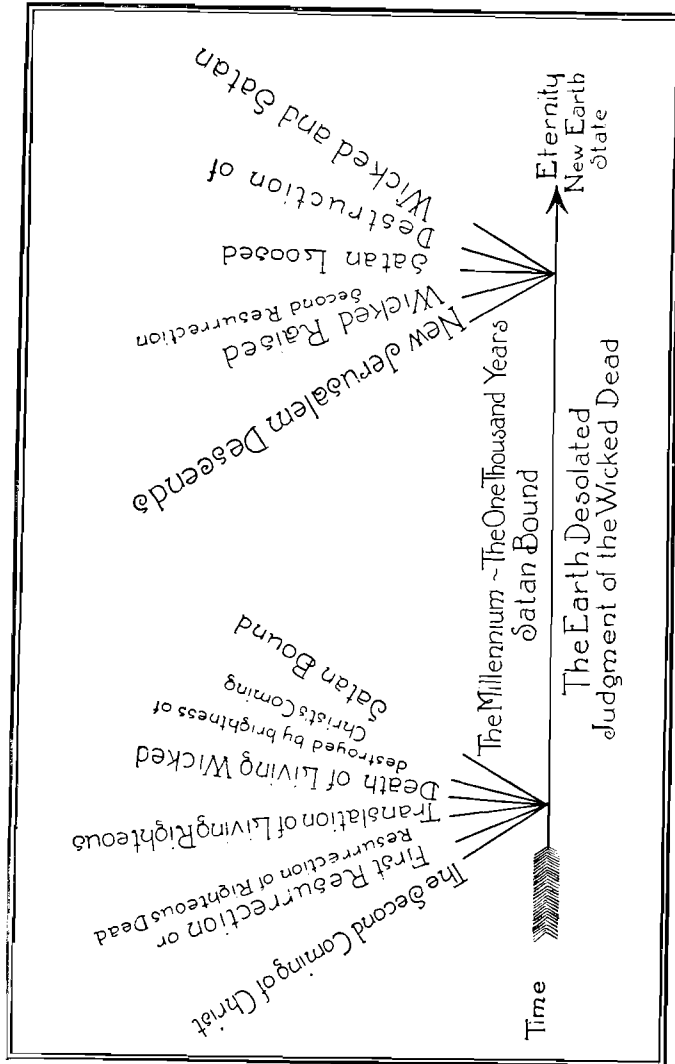 The Second Coming of Christ
First Resurrection or
Resurrection of Righteous Dead
Translation of Living Righteous
Death of Living Wicked
destroyed by brightness of
Christ's Coming
Satan Bound
New Jerusalem Descends
Wicked Raised
Second Resurrection
Satan Loosed
Destruction of
Wicked and Satan
The Millennium ~ The One Thousand Years
Satan Bound
Time
Eternity
New Earth
State
The Earth Desolated
Judgment of the Wicked Dead